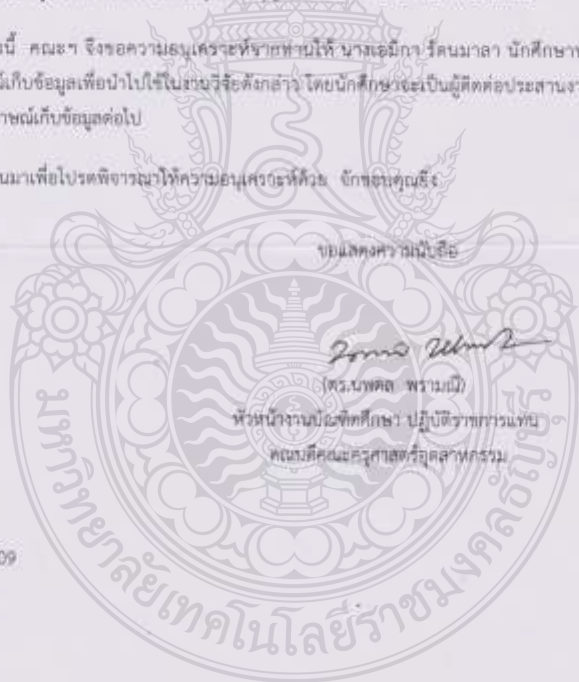 นี้ คณะฯ จึงขอความอนุเคราะห์จากท่านให้ นางเอมิกา รัตนมาลา นักศึกษา
เก็บข้อมูลเพื่อนำไปใช้ในงานวิจัยดังกล่าว โดยนักศึกษาจะเป็นผู้ติดต่อประสานงา
าษณ์เก็บข้อมูลต่อไป
นมาเพื่อโปรดพิจารณาให้ความอนุเคราะห์ด้วย จักขอบคุณยิ่ง
ขอแสดงความนับถือ
(ดร.นพดล พรามณี)
หัวหน้างานบัณฑิตศึกษา ปฏิบัติราชการแทน
คณบดีคณะครุศาสตร์อุตสาหกรรม
09
มหาวิทยาลัยเทคโนโลยีราชมงคลธัญบุรี